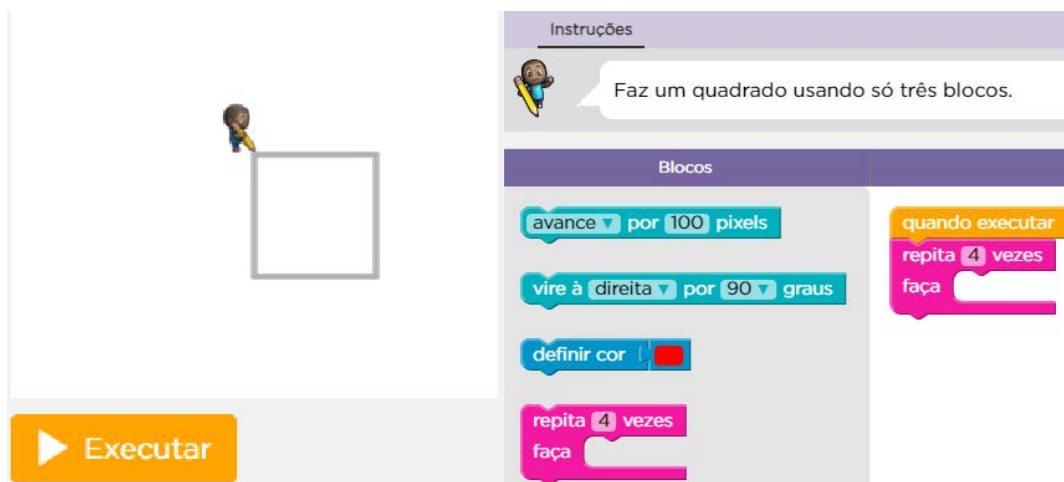 Instruções
Faz um quadrado usando só três blocos.
Blocos
avance por 100 pixels
vire à direita por 90 graus
definir cor
repita 4 vezes
faça
quando executar
repita 4 vezes
faça
Executar